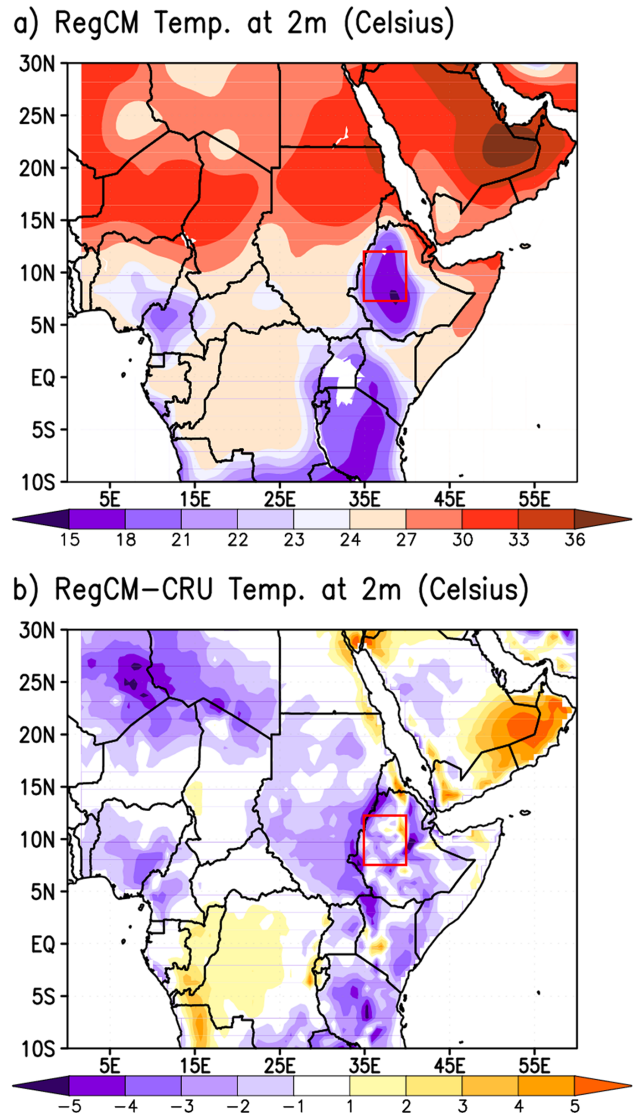 a) RegCM Temp. at 2m (Celsius)
30N
25N
20N
15N
10N
5N
EQ
5S
10S
5E 15E 25E 35E 45E 55E
15 18 21 22 23 24 27 30 33 36
b) RegCM-CRU Temp. at 2m (Celsius)
30N
25N
20N
15N
10N
5N
EQ
5S
10S
5E 15E 25E 35E 45E 55E
-5 -4 -3 -2 -1 1 2 3 4 5